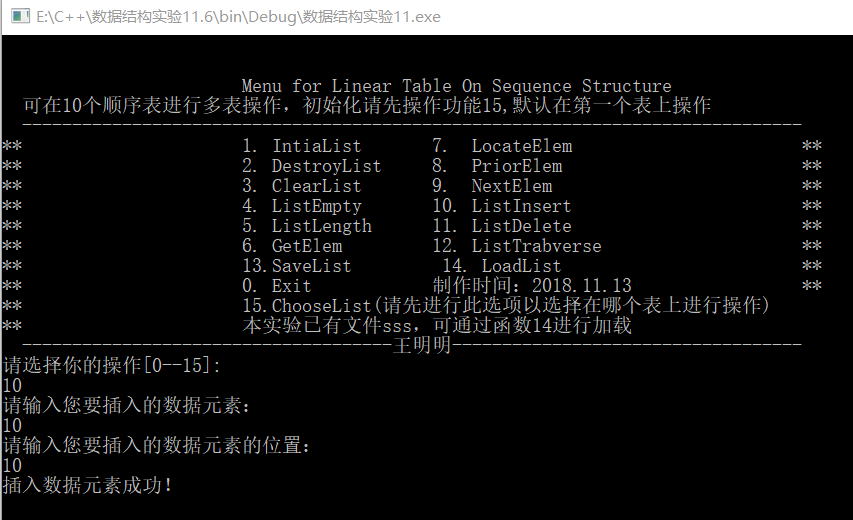 E:\C++\数据结构实验11.6\bin\Debug\数据结构实验11.exe
Menu for Linear Table On Sequence Structure
可在10个顺序表进行多表操作，初始化请先操作功能15,默认在第一个表上操作
------------------------------------------------------------------------------
** 1. IntiaList 7. LocateElem **
** 2. DestroyList 8. PriorElem **
** 3. ClearList 9. NextElem **
** 4. ListEmpty 10. ListInsert **
** 5. ListLength 11. ListDelete **
** 6. GetElem 12. ListTrabverse **
** 13.SaveList 14. LoadList **
** 0. Exit 制作时间：2018.11.13 **
** 15.ChooseList(请先进行此选项以选择在哪个表上进行操作)
** 本实验已有文件sss，可通过函数14进行加载
-------------------------------------王明明-----------------------------------
请选择你的操作[0--15]:
10
请输入您要插入的数据元素：
10
请输入您要插入的数据元素的位置：
10
插入数据元素成功！